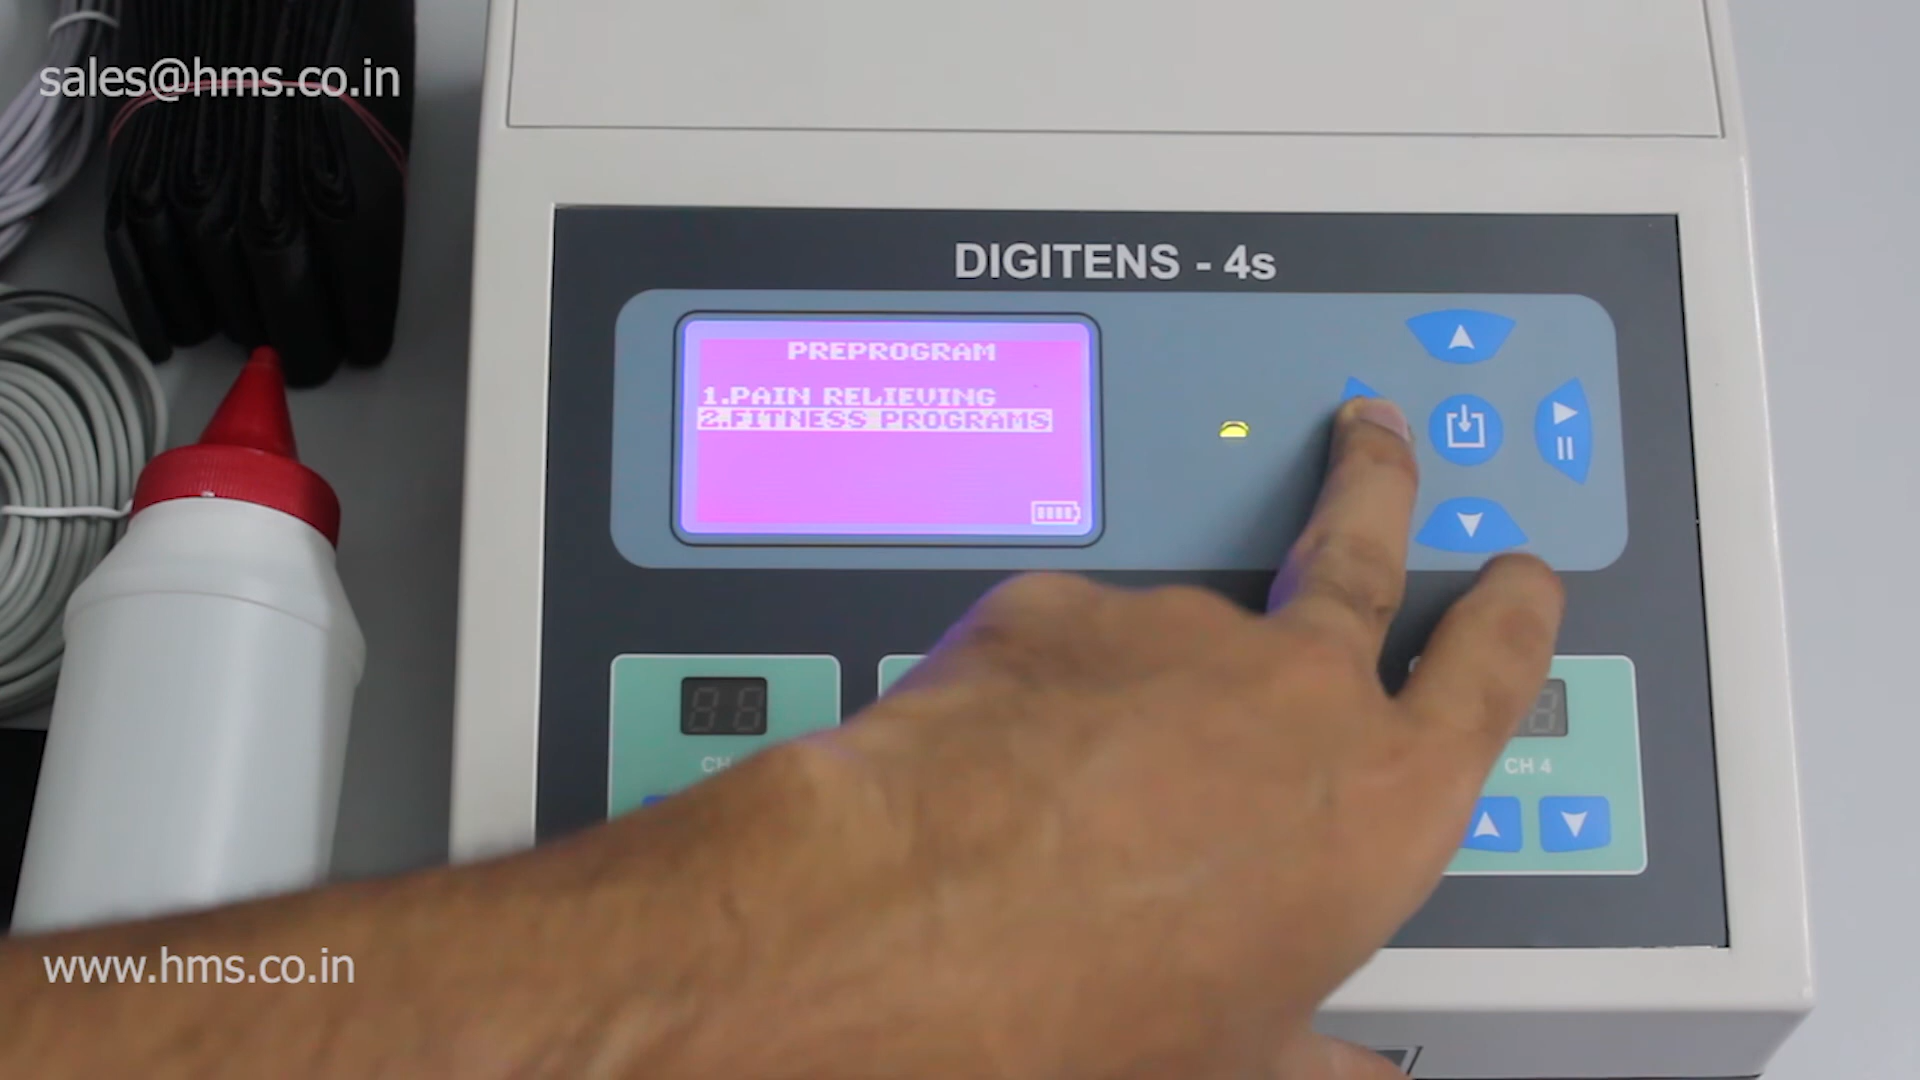 sales@hms.co.in
DIGITENS - 4s
PREPROGRAM
1.PAIN RELIEVING
2.FITNESS PROGRAMS
CH
CH 4
www.hms.co.in